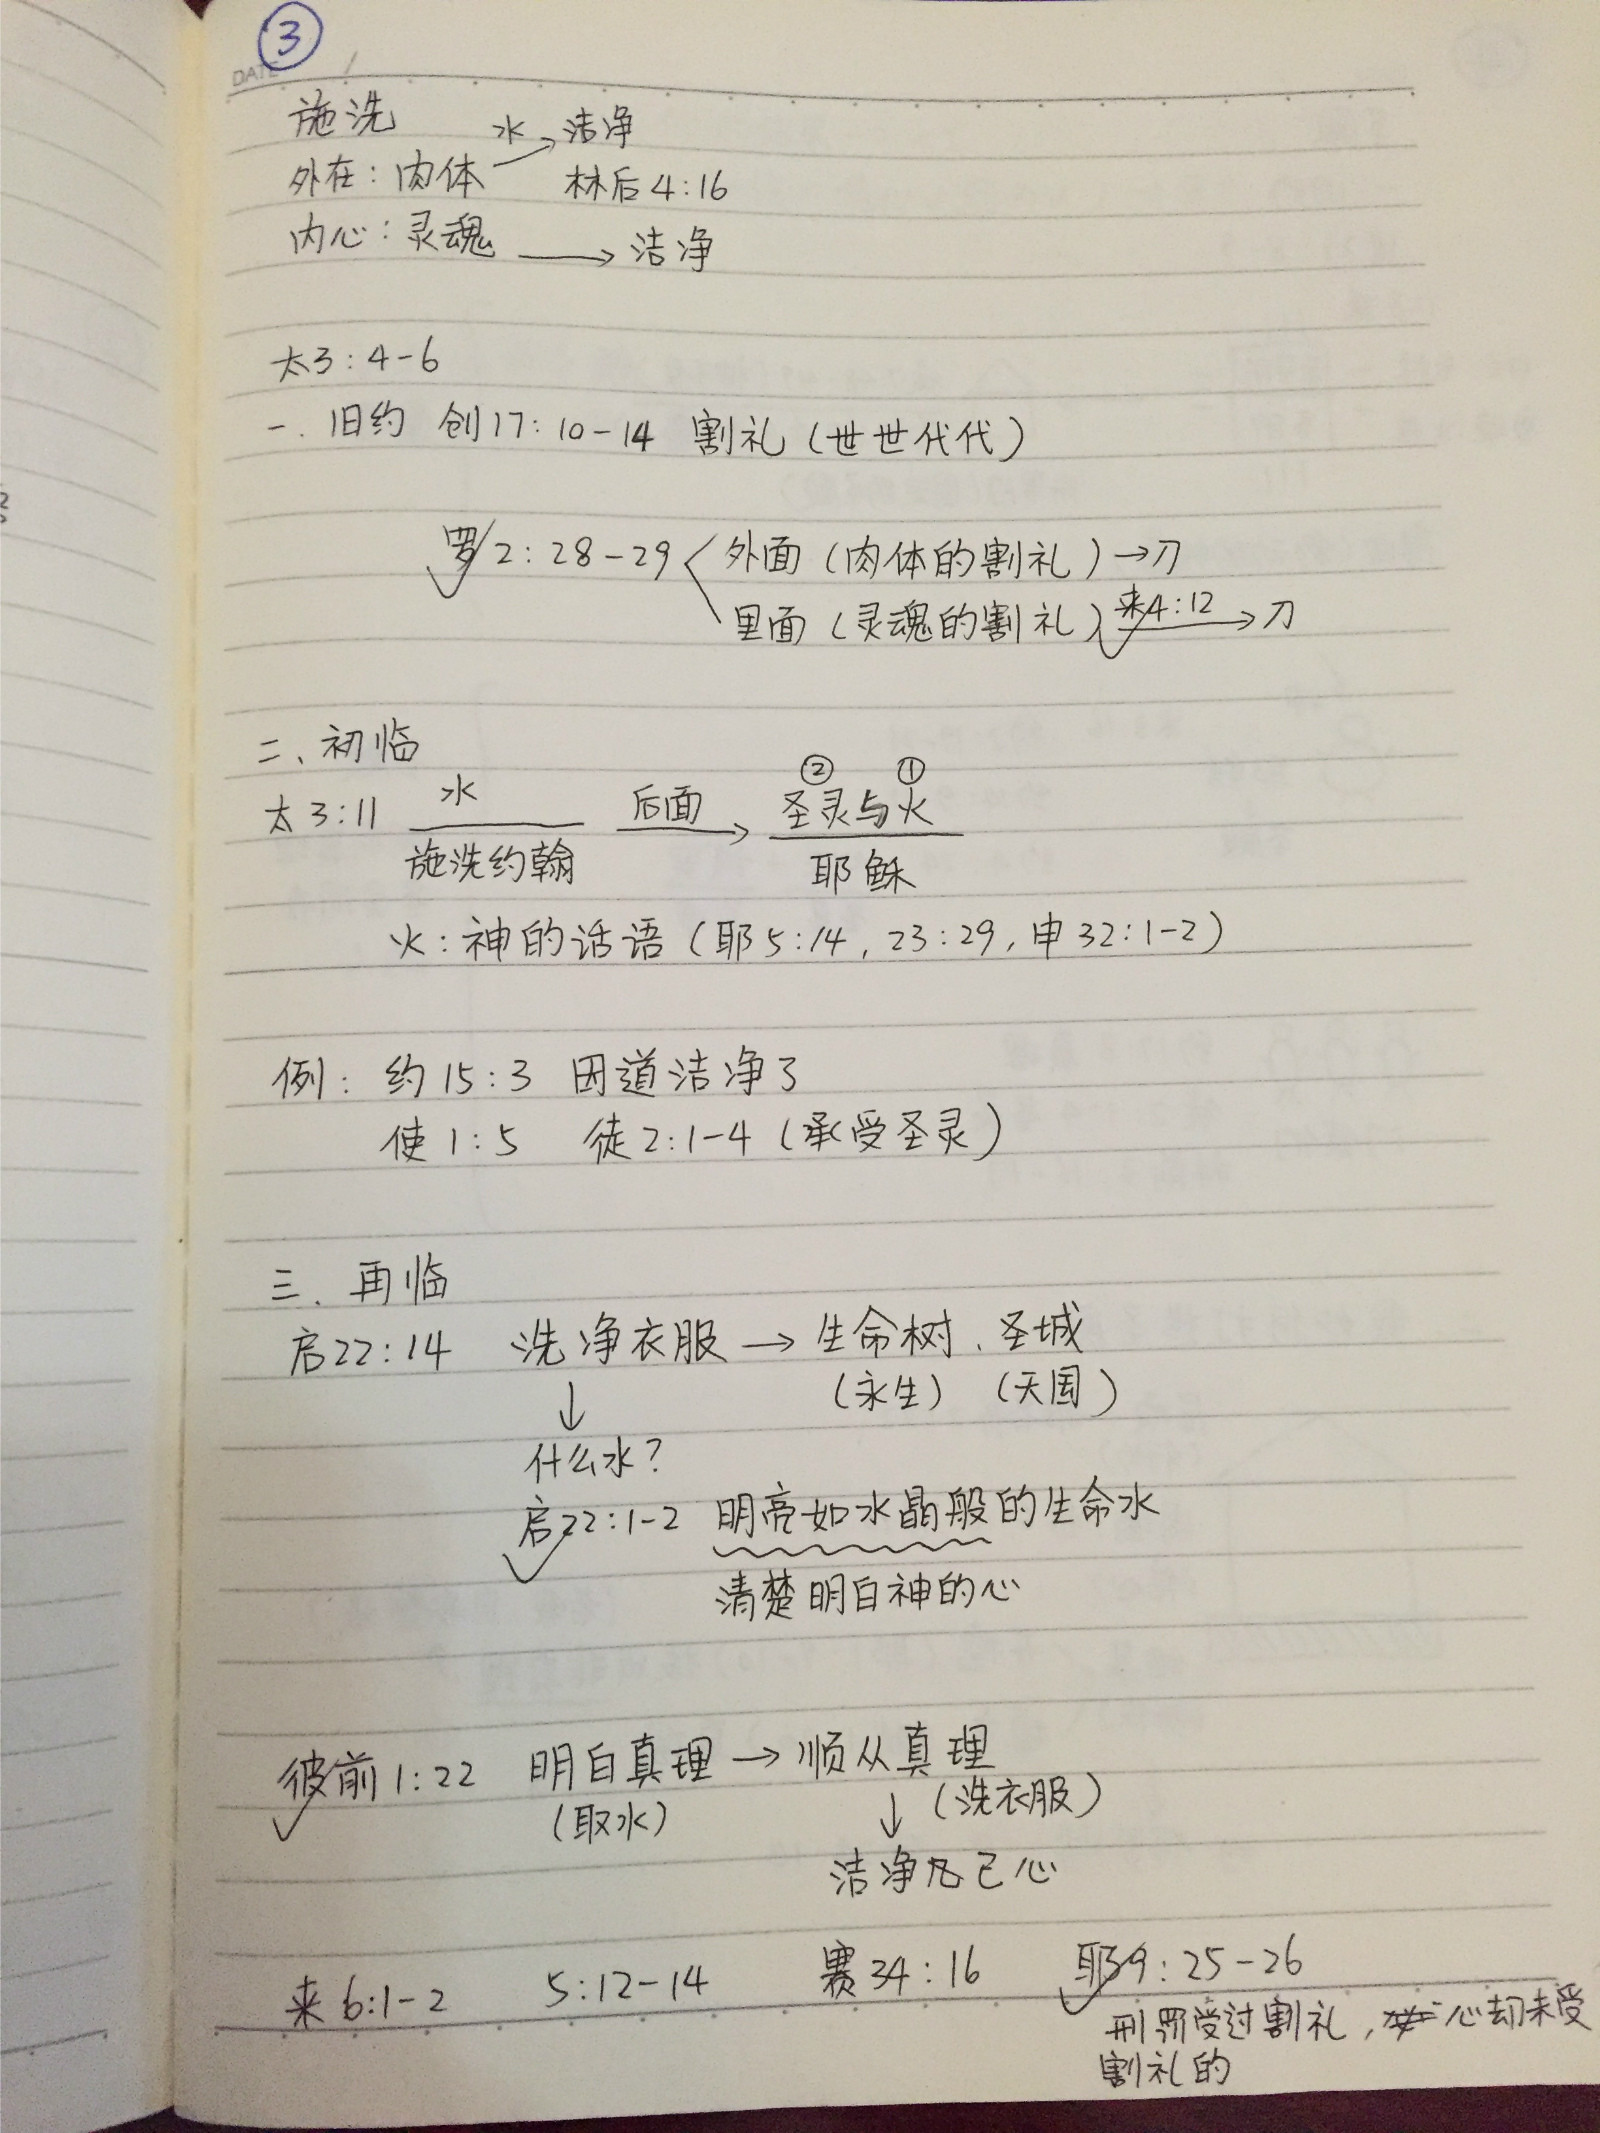 ③
DATE
施洗 水 洁净
外在：肉体 → 林后4:16
内心：灵魂 → 洁净
太3:4-6
一. 旧约 创17:10-14 割礼（世世代代）
罗2:28-29 外面（肉体的割礼）→刀
里面（灵魂的割礼）来4:12 → 刀
二、初临
② ①
太3:11 水 后面 → 圣灵与火
施洗约翰 耶稣
火：神的话语（耶5:14, 23:29, 申32:1-2）
例：约15:3 因道洁净了
使1:5 徒2:1-4（承受圣灵）
三、再临
启22:14 洗净衣服 → 生命树、圣城
（永生）（天国）
↓
什么水？
启22:1-2 明亮如水晶般的生命水
清楚明白神的心
彼前1:22 明白真理 → 顺从真理
（取水） ↓ （洗衣服）
洁净自己心
来6:1-2 5:12-14 赛34:16 耶9:25-26
刑罚受过割礼，心却未受
割礼的